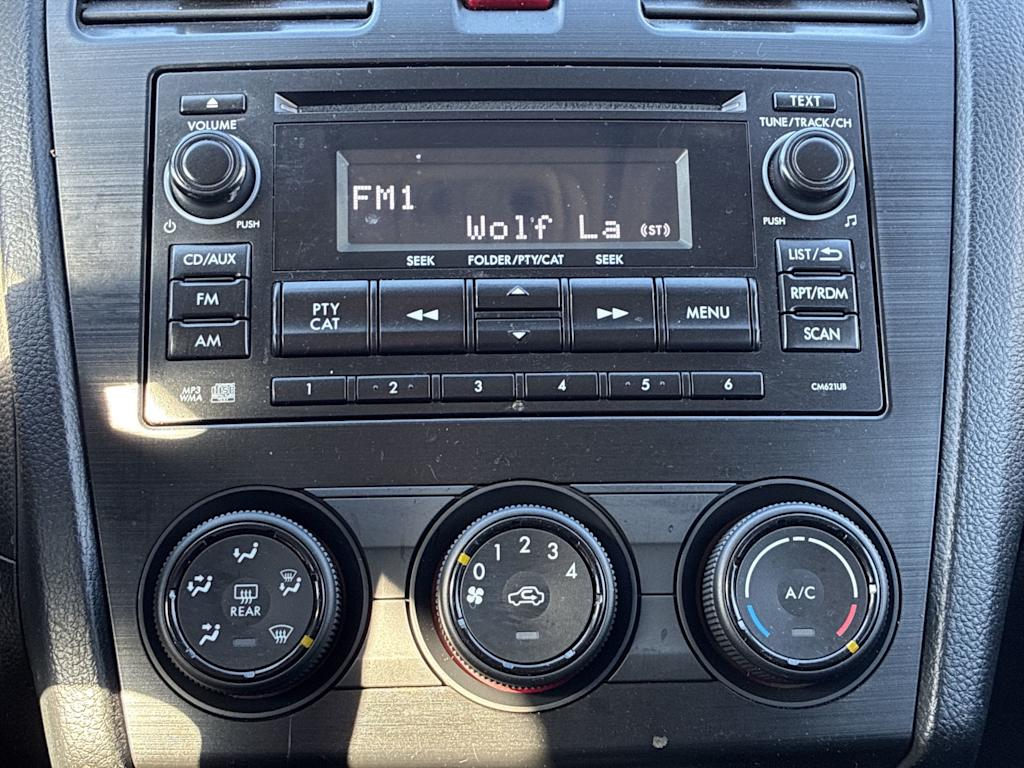 TEXT
VOLUME
TUNE/TRACK/CH
FM1
Wolf La ((ST))
PUSH
PUSH
SEEK FOLDER/PTY/CAT SEEK
CD/AUX
LIST/
PTY
CAT
MENU
FM
RPT/RDM
AM
SCAN
1 2 3 4 5 6
MP3
WMA
CM621UB
0 1 2 3 4
REAR
A/C